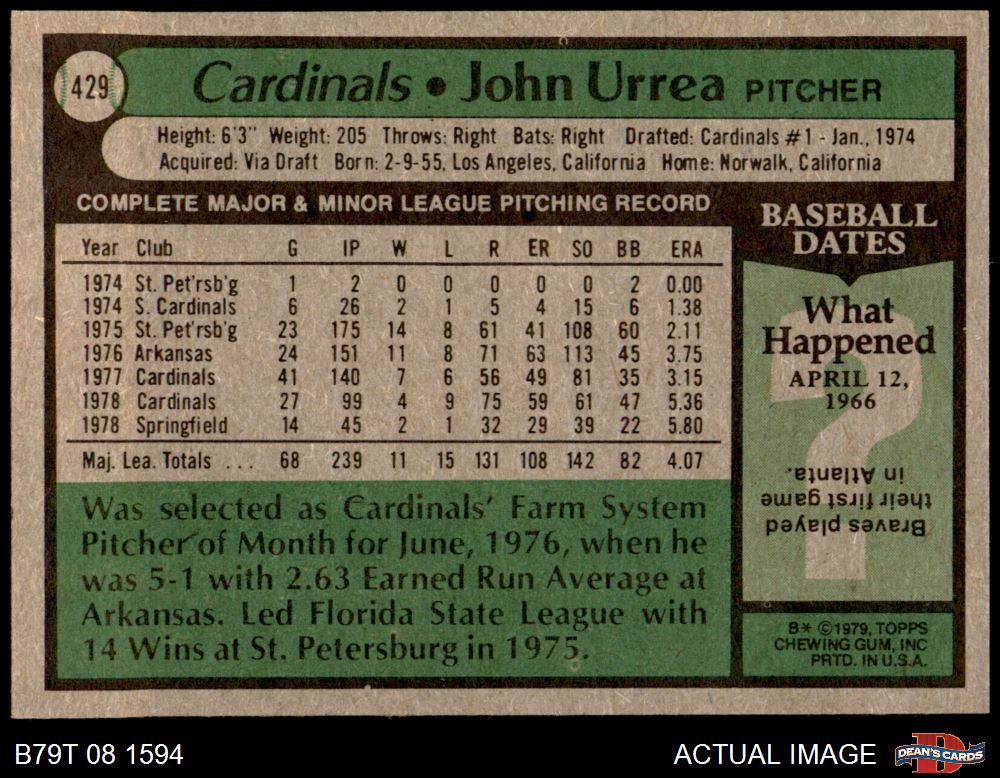 429
Cardinals • John Urrea PITCHER
Height: 6'3" Weight: 205 Throws: Right Bats: Right Drafted: Cardinals #1 - Jan., 1974
Acquired: Via Draft Born: 2-9-55, Los Angeles, California Home: Norwalk, California
COMPLETE MAJOR & MINOR LEAGUE PITCHING RECORD
Year Club G IP W L R ER SO BB ERA
1974 St. Pet'rsb'g 1 2 0 0 0 0 0 2 0.00
1974 S. Cardinals 6 26 2 1 5 4 15 6 1.38
1975 St. Pet'rsb'g 23 175 14 8 61 41 108 60 2.11
1976 Arkansas 24 151 11 8 71 63 113 45 3.75
1977 Cardinals 41 140 7 6 56 49 81 35 3.15
1978 Cardinals 27 99 4 9 75 59 61 47 5.36
1978 Springfield 14 45 2 1 32 29 39 22 5.80
Maj. Lea. Totals ... 68 239 11 15 131 108 142 82 4.07
Was selected as Cardinals' Farm System
Pitcher of Month for June, 1976, when he
was 5-1 with 2.63 Earned Run Average at
Arkansas. Led Florida State League with
14 Wins at St. Petersburg in 1975.
BASEBALL
DATES
What
Happened
APRIL 12,
1966
?
Braves played
their first game
in Atlanta.
B* ©1979, TOPPS
CHEWING GUM, INC
PRTD. IN U.S.A.
B79T 08 1594
ACTUAL IMAGE
D
DEAN'S CARDS